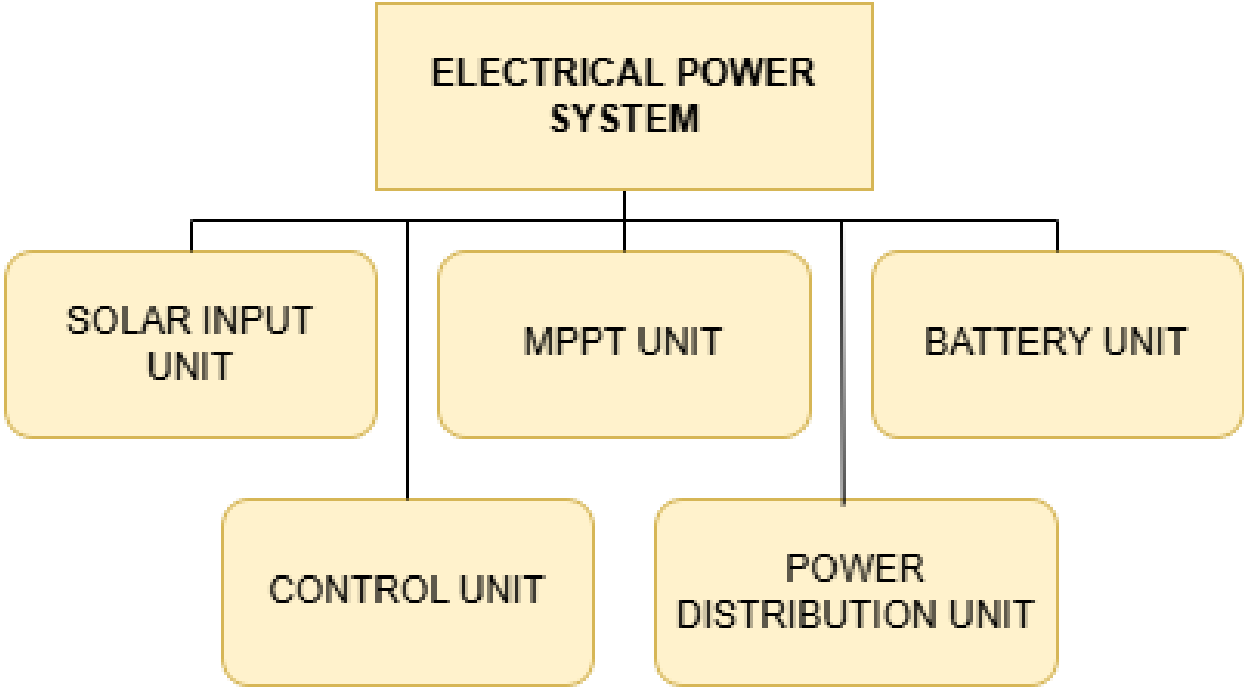 ELECTRICAL POWER
SYSTEM
SOLAR INPUT
UNIT
MPPT UNIT
BATTERY UNIT
CONTROL UNIT
POWER
DISTRIBUTION UNIT